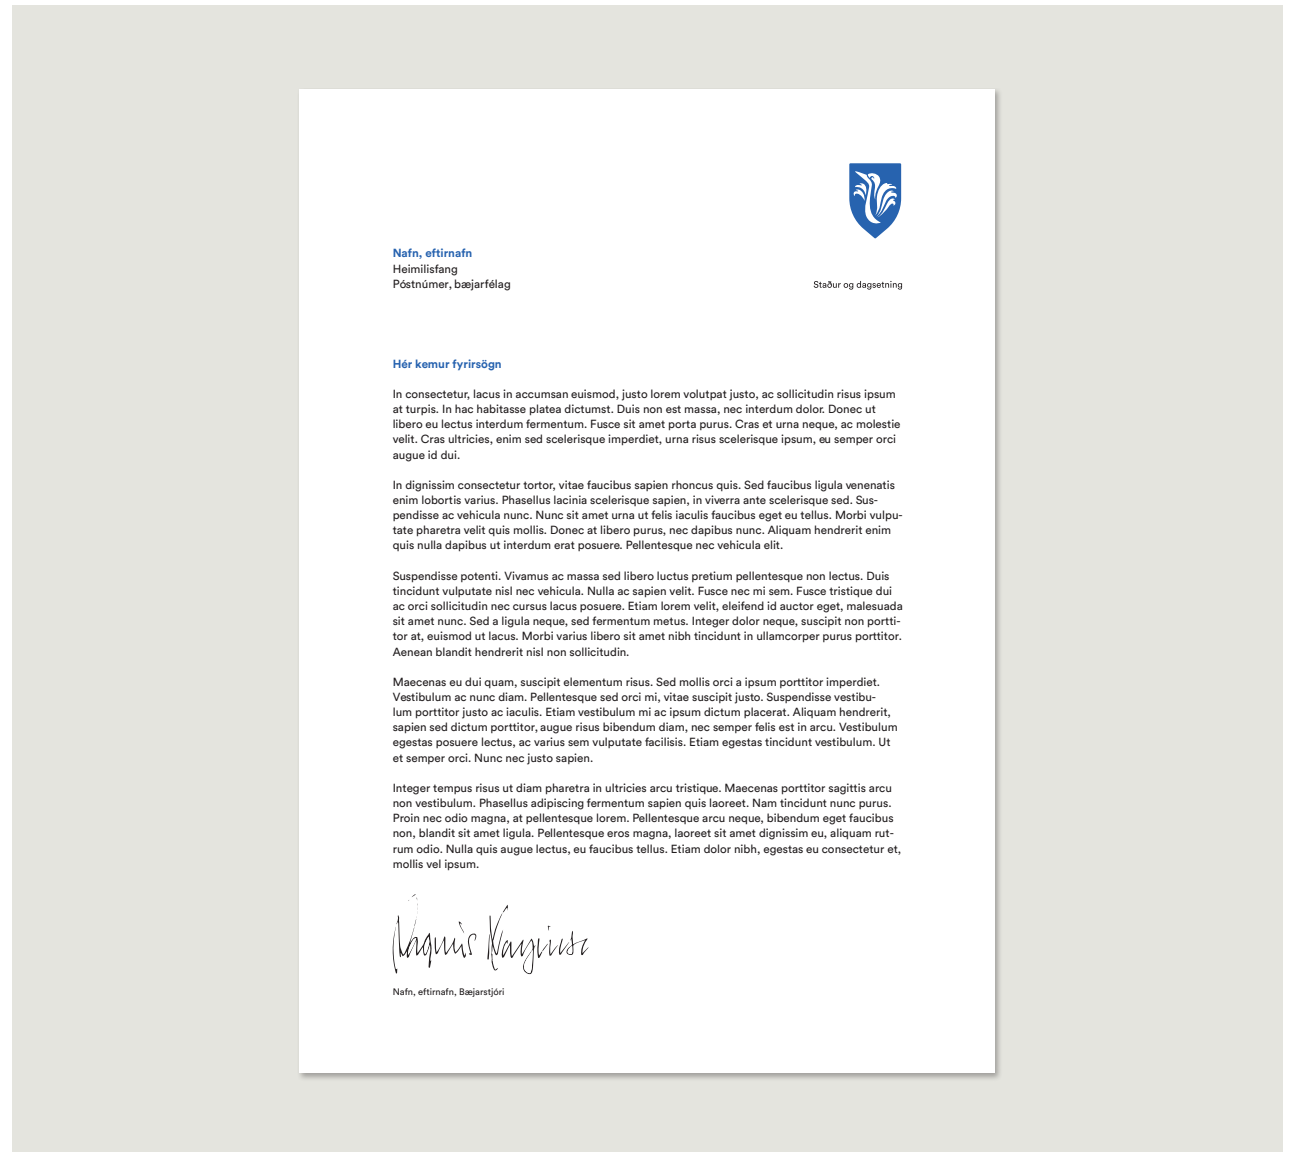 Nafn, eftirnafn
Heimilisfang
Póstnúmer, bæjarfélag
Staður og dagsetning
Hér kemur fyrirsögn
In consectetur, lacus in accumsan euismod, justo lorem volutpat justo, ac sollicitudin risus ipsum
at turpis. In hac habitasse platea dictumst. Duis non est massa, nec interdum dolor. Donec ut
libero eu lectus interdum fermentum. Fusce sit amet porta purus. Cras et urna neque, ac molestie
velit. Cras ultricies, enim sed scelerisque imperdiet, urna risus scelerisque ipsum, eu semper orci
augue id dui.
In dignissim consectetur tortor, vitae faucibus sapien rhoncus quis. Sed faucibus ligula venenatis
enim lobortis varius. Phasellus lacinia scelerisque sapien, in viverra ante scelerisque sed. Sus-
pendisse ac vehicula nunc. Nunc sit amet urna ut felis iaculis faucibus eget eu tellus. Morbi vulpu-
tate pharetra velit quis mollis. Donec at libero purus, nec dapibus nunc. Aliquam hendrerit enim
quis nulla dapibus ut interdum erat posuere. Pellentesque nec vehicula elit.
Suspendisse potenti. Vivamus ac massa sed libero luctus pretium pellentesque non lectus. Duis
tincidunt vulputate nisl nec vehicula. Nulla ac sapien velit. Fusce nec mi sem. Fusce tristique dui
ac orci sollicitudin nec cursus lacus posuere. Etiam lorem velit, eleifend id auctor eget, malesuada
sit amet nunc. Sed a ligula neque, sed fermentum metus. Integer dolor neque, suscipit non portti-
tor at, euismod ut lacus. Morbi varius libero sit amet nibh tincidunt in ullamcorper purus porttitor.
Aenean blandit hendrerit nisl non sollicitudin.
Maecenas eu dui quam, suscipit elementum risus. Sed mollis orci a ipsum porttitor imperdiet.
Vestibulum ac nunc diam. Pellentesque sed orci mi, vitae suscipit justo. Suspendisse vestibu-
lum porttitor justo ac iaculis. Etiam vestibulum mi ac ipsum dictum placerat. Aliquam hendrerit,
sapien sed dictum porttitor, augue risus bibendum diam, nec semper felis est in arcu. Vestibulum
egestas posuere lectus, ac varius sem vulputate facilisis. Etiam egestas tincidunt vestibulum. Ut
et semper orci. Nunc nec justo sapien.
Integer tempus risus ut diam pharetra in ultricies arcu tristique. Maecenas porttitor sagittis arcu
non vestibulum. Phasellus adipiscing fermentum sapien quis laoreet. Nam tincidunt nunc purus.
Proin nec odio magna, at pellentesque lorem. Pellentesque arcu neque, bibendum eget faucibus
non, blandit sit amet ligula. Pellentesque eros magna, laoreet sit amet dignissim eu, aliquam rut-
rum odio. Nulla quis augue lectus, eu faucibus tellus. Etiam dolor nibh, egestas eu consectetur et,
mollis vel ipsum.
Nafn, eftirnafn, Bæjarstjóri